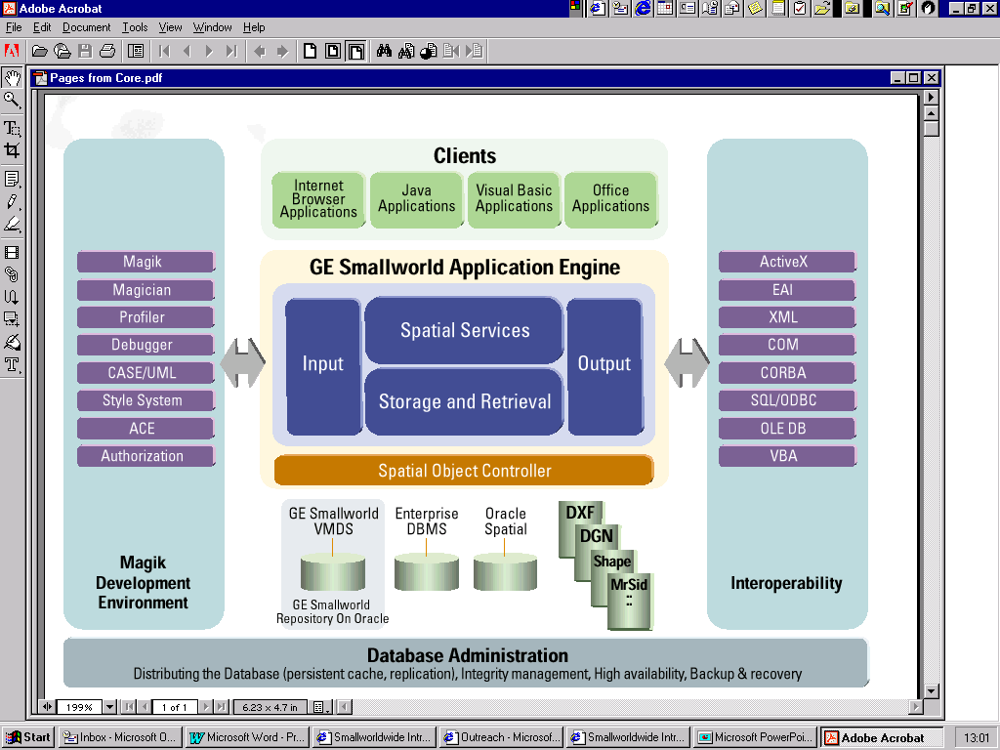 Adobe Acrobat
File Edit Document Tools View Window Help
Pages from Core.pdf
Clients
Internet
Browser
Applications
Java
Applications
Visual Basic
Applications
Office
Applications
Magik
Magician
Profiler
Debugger
CASE/UML
Style System
ACE
Authorization
Magik
Development
Environment
GE Smallworld Application Engine
Input
Spatial Services
Storage and Retrieval
Output
Spatial Object Controller
GE Smallworld
VMDS
GE Smallworld
Repository On Oracle
Enterprise
DBMS
Oracle
Spatial
DXF
DGN
Shape
MrSid
::
ActiveX
EAI
XML
COM
CORBA
SQL/ODBC
OLE DB
VBA
Interoperability
Database Administration
Distributing the Database (persistent cache, replication), Integrity management, High availability, Backup & recovery
199% 1 of 1 6.23 x 4.7 in
Start Inbox - Microsoft O... Microsoft Word - Pr... Smallworldwide Intr... Outreach - Microsof... Smallworldwide Intr... Microsoft PowerPoi... Adobe Acrobat 13:01